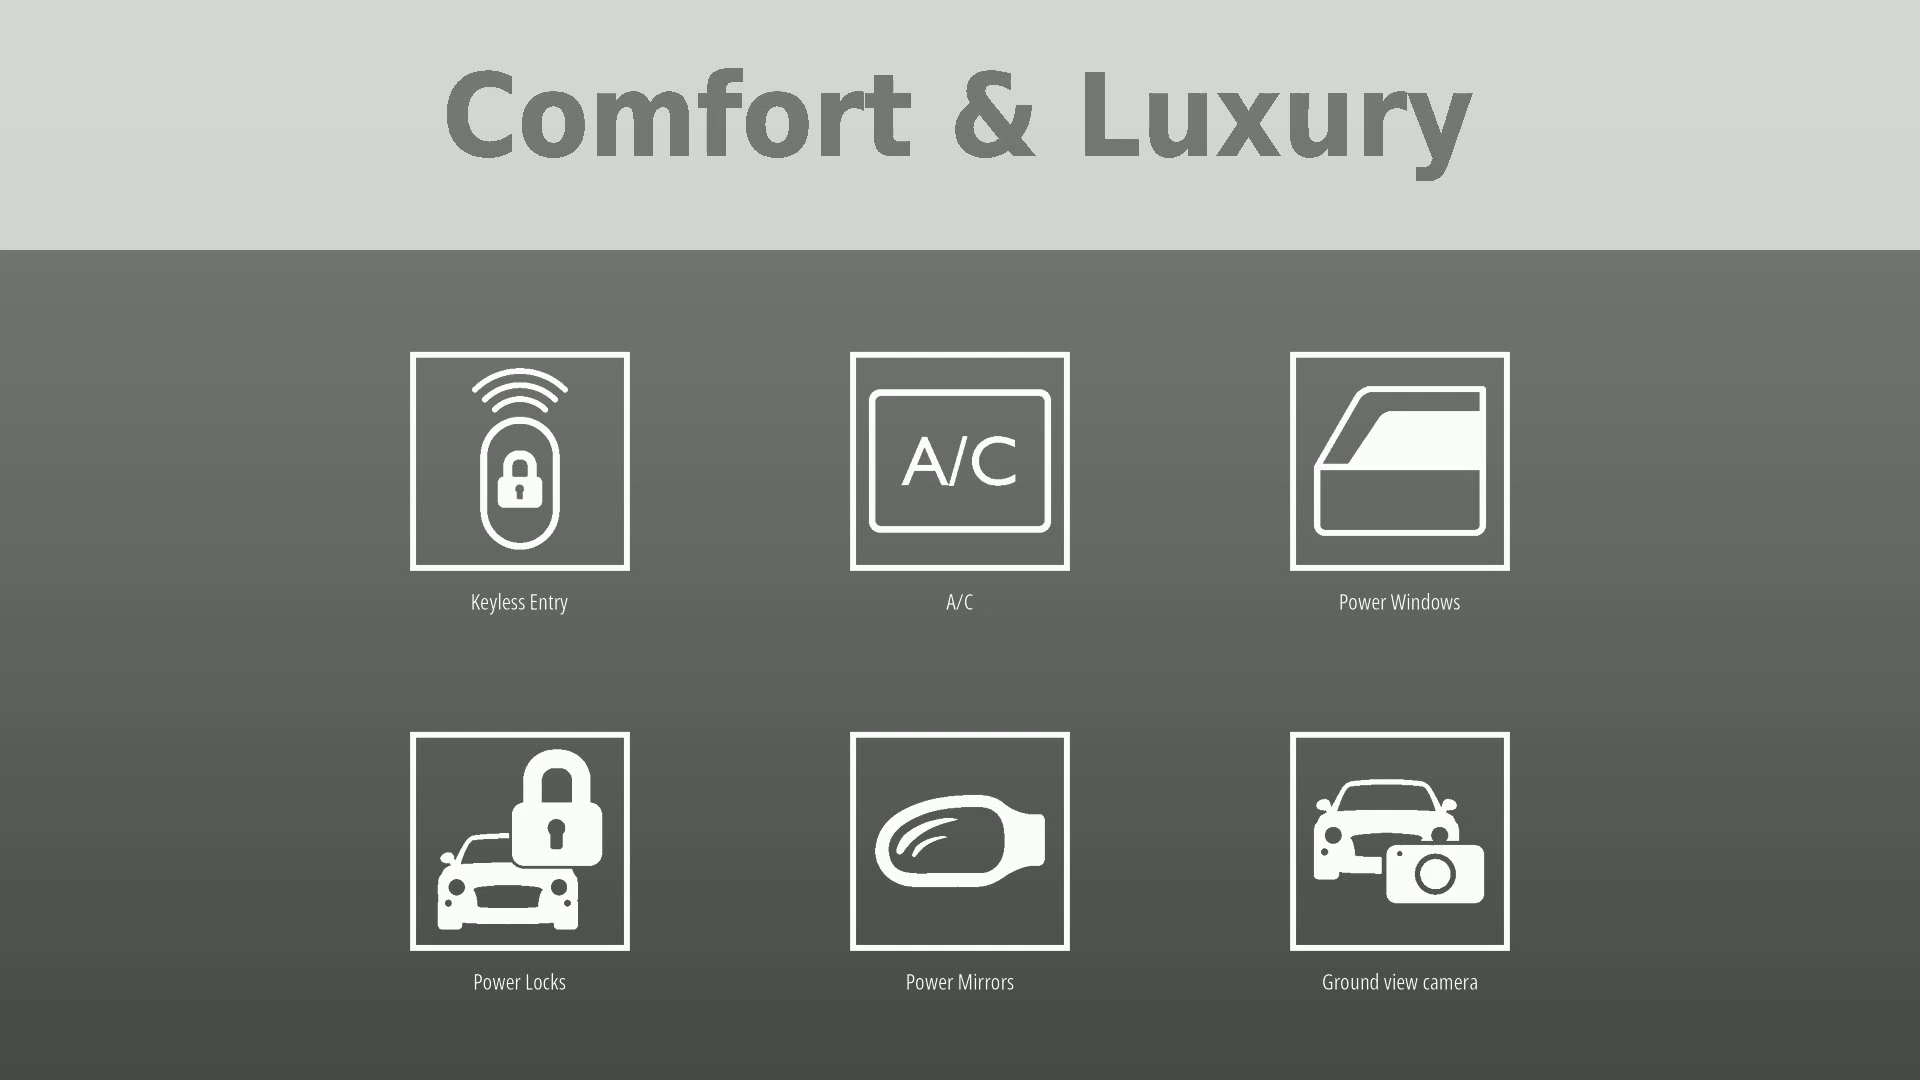 Comfort & Luxury
A/C
Keyless Entry
A/C
Power Windows
Power Locks
Power Mirrors
Ground view camera